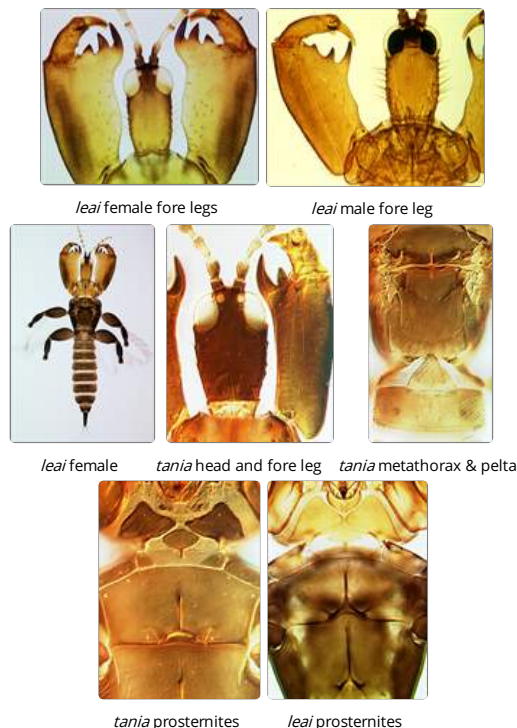 leai female fore legs
leai male fore leg
leai female
tania head and fore leg
tania metathorax & pelta
tania prosternites
leai prosternites